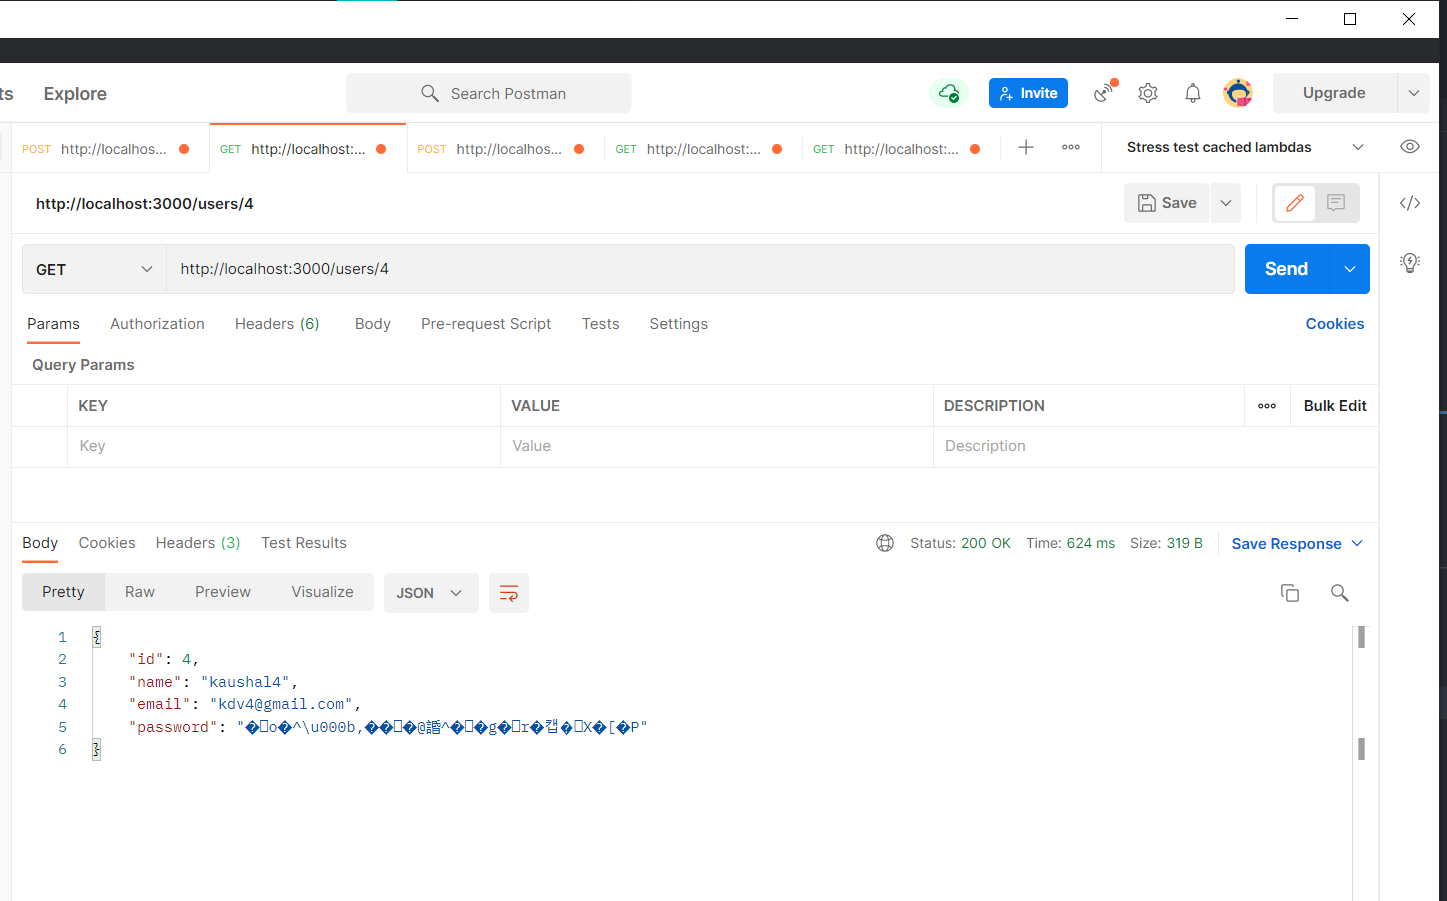 ts Explore Search Postman Invite Upgrade
POST http://localhos... GET http://localhost:... POST http://localhos... GET http://localhost:... GET http://localhost:... Stress test cached lambdas
http://localhost:3000/users/4 Save
GET http://localhost:3000/users/4 Send
Params Authorization Headers (6) Body Pre-request Script Tests Settings Cookies
Query Params
KEY VALUE DESCRIPTION Bulk Edit
Key Value Description
Body Cookies Headers (3) Test Results Status: 200 OK Time: 624 ms Size: 319 B Save Response
Pretty Raw Preview Visualize JSON
1 {
2 "id": 4,
3 "name": "kaushal4",
4 "email": "kdv4@gmail.com",
5 "password": "�o�^\u000b,���@䛰^��g�r�캡�X�[�P"
6 }